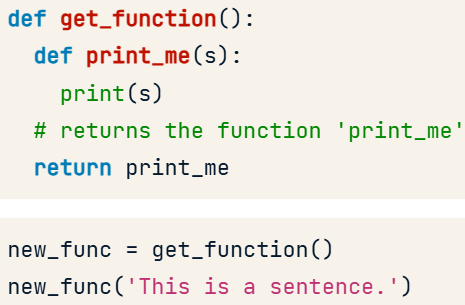 def get_function():
  def print_me(s):
    print(s)
  # returns the function 'print_me'
  return print_me
new_func = get_function()
new_func('This is a sentence.')